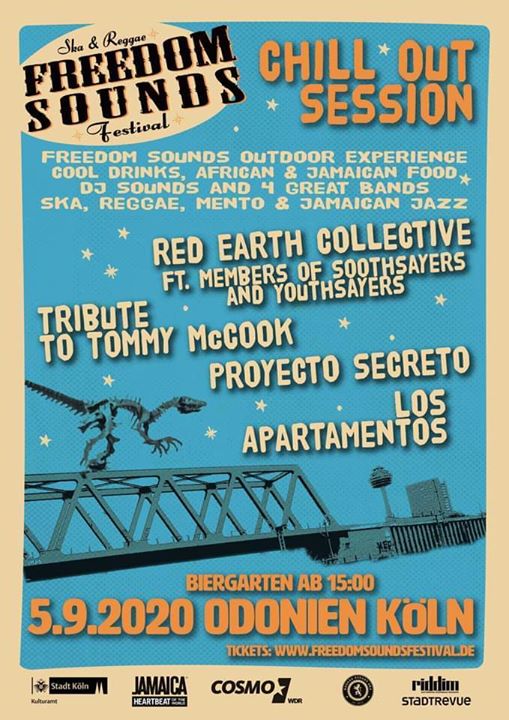 Ska & Reggae
FREEDOM
SOUNDS
Festival
CHILL OUT
SESSION
FREEDOM SOUNDS OUTDOOR EXPERIENCE
COOL DRINKS, AFRICAN & JAMAICAN FOOD
DJ SOUNDS AND 4 GREAT BANDS
SKA, REGGAE, MENTO & JAMAICAN JAZZ
RED EARTH COLLECTIVE
FT. MEMBERS OF SOOTHSAYERS
AND YOUTHSAYERS
TRIBUTE
TO TOMMY McCOOK
PROYECTO SECRETO
LOS
APARTAMENTOS
BIERGARTEN AB 15:00
5.9.2020 ODONIEN KÖLN
TICKETS: WWW.FREEDOMSOUNDSFESTIVAL.DE
Stadt Köln
Kulturamt
JAMAICA
HEARTBEAT OF THE WORLD
COSMO
WDR
riddim
STADTREVUE